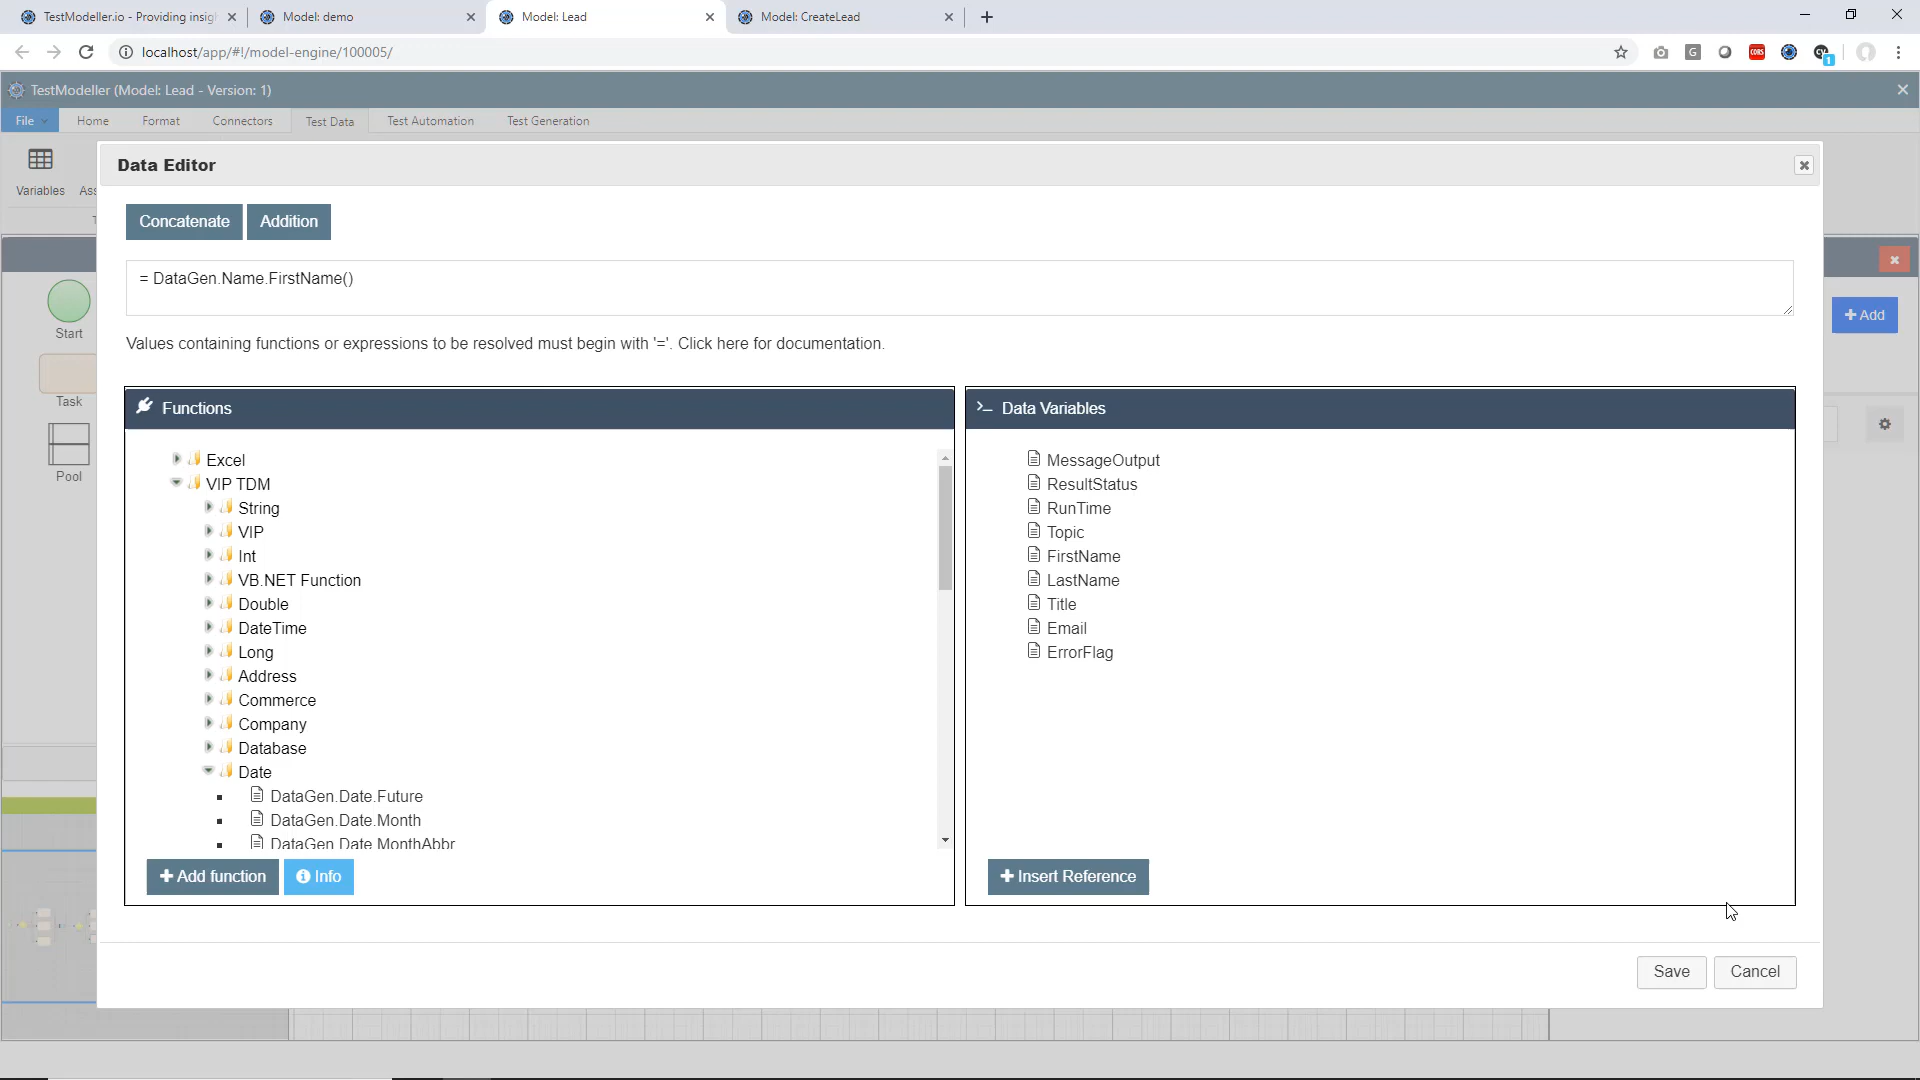 TestModeller.io - Providing insig
Model: demo
Model: Lead
Model: CreateLead
localhost/app/#!/model-engine/100005/
TestModeller (Model: Lead - Version: 1)
File
Home
Format
Connectors
Test Data
Test Automation
Test Generation
Variables
Ass
Data Editor
Concatenate
Addition
= DataGen.Name.FirstName()
Values containing functions or expressions to be resolved must begin with '='. Click here for documentation.
Start
Task
Pool
Add
Functions
Excel
VIP TDM
String
VIP
Int
VB.NET Function
Double
DateTime
Long
Address
Commerce
Company
Database
Date
DataGen.Date.Future
DataGen.Date.Month
DataGen.Date.MonthAbbr
Add function
Info
Data Variables
MessageOutput
ResultStatus
RunTime
Topic
FirstName
LastName
Title
Email
ErrorFlag
Insert Reference
Save
Cancel